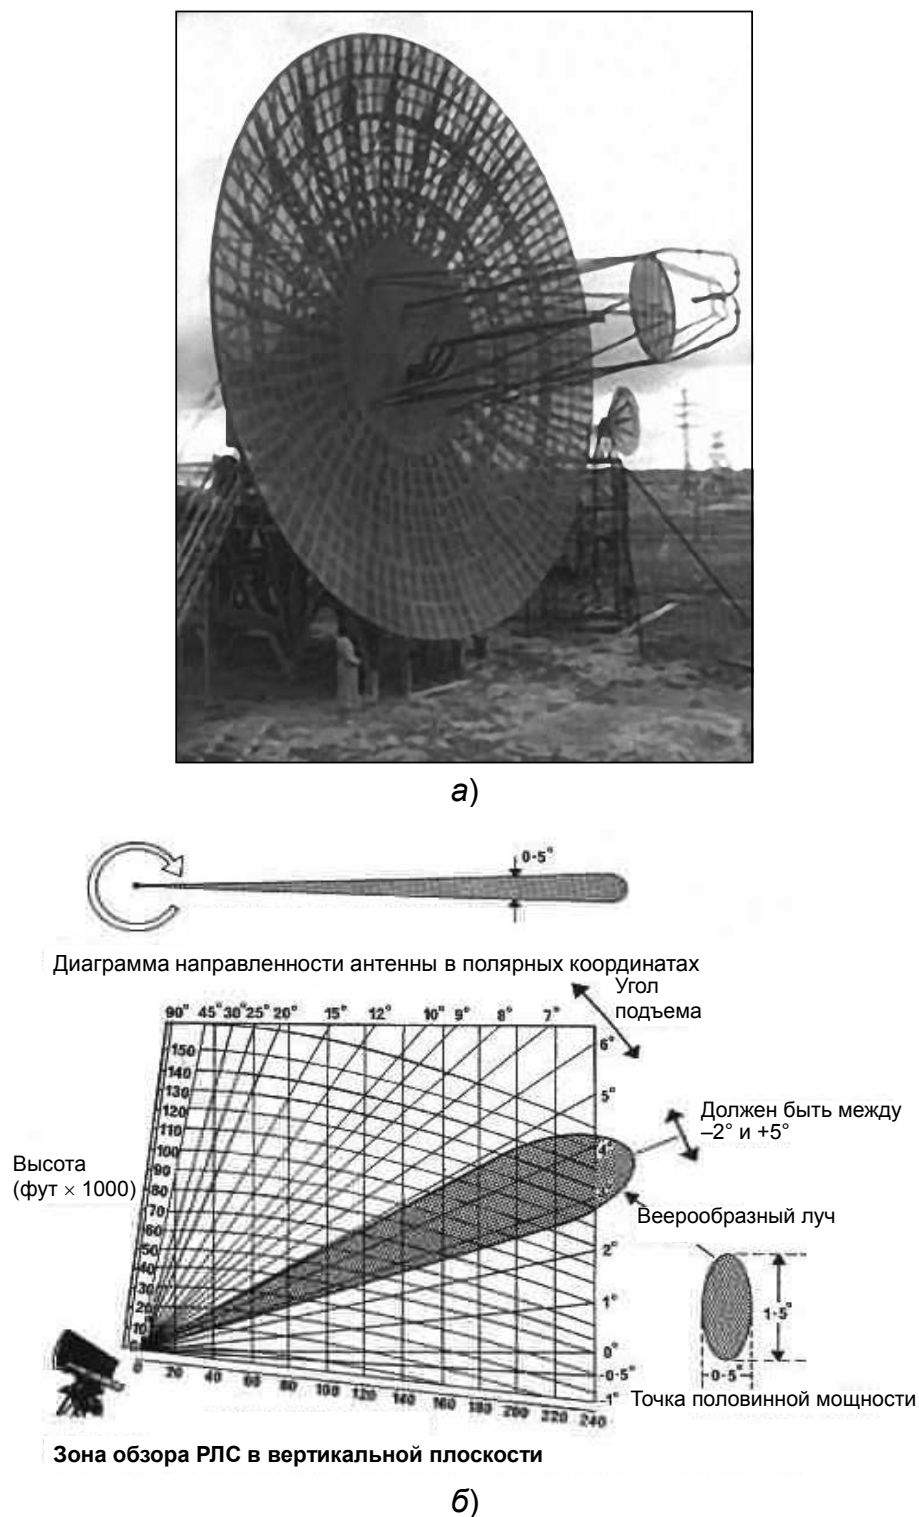 а)
0·5°
Диаграмма направленности антенны в полярных координатах
Угол
подъема
90° 45° 30° 25° 20° 15° 12° 10° 9° 8° 7°
6°
150
140
5°
130
120
Должен быть между
–2° и +5°
110
100
4°
Высота
(фут × 1000)
90
80
70
Веерообразный луч
60
50
2°
40
30
1°
1·5°
20
10
0
0°
-0·5°
-1°
0·5°
0 20 40 60 80 100 120 140 160 180 200 220 240
Точка половинной мощности
Зона обзора РЛС в вертикальной плоскости
б)